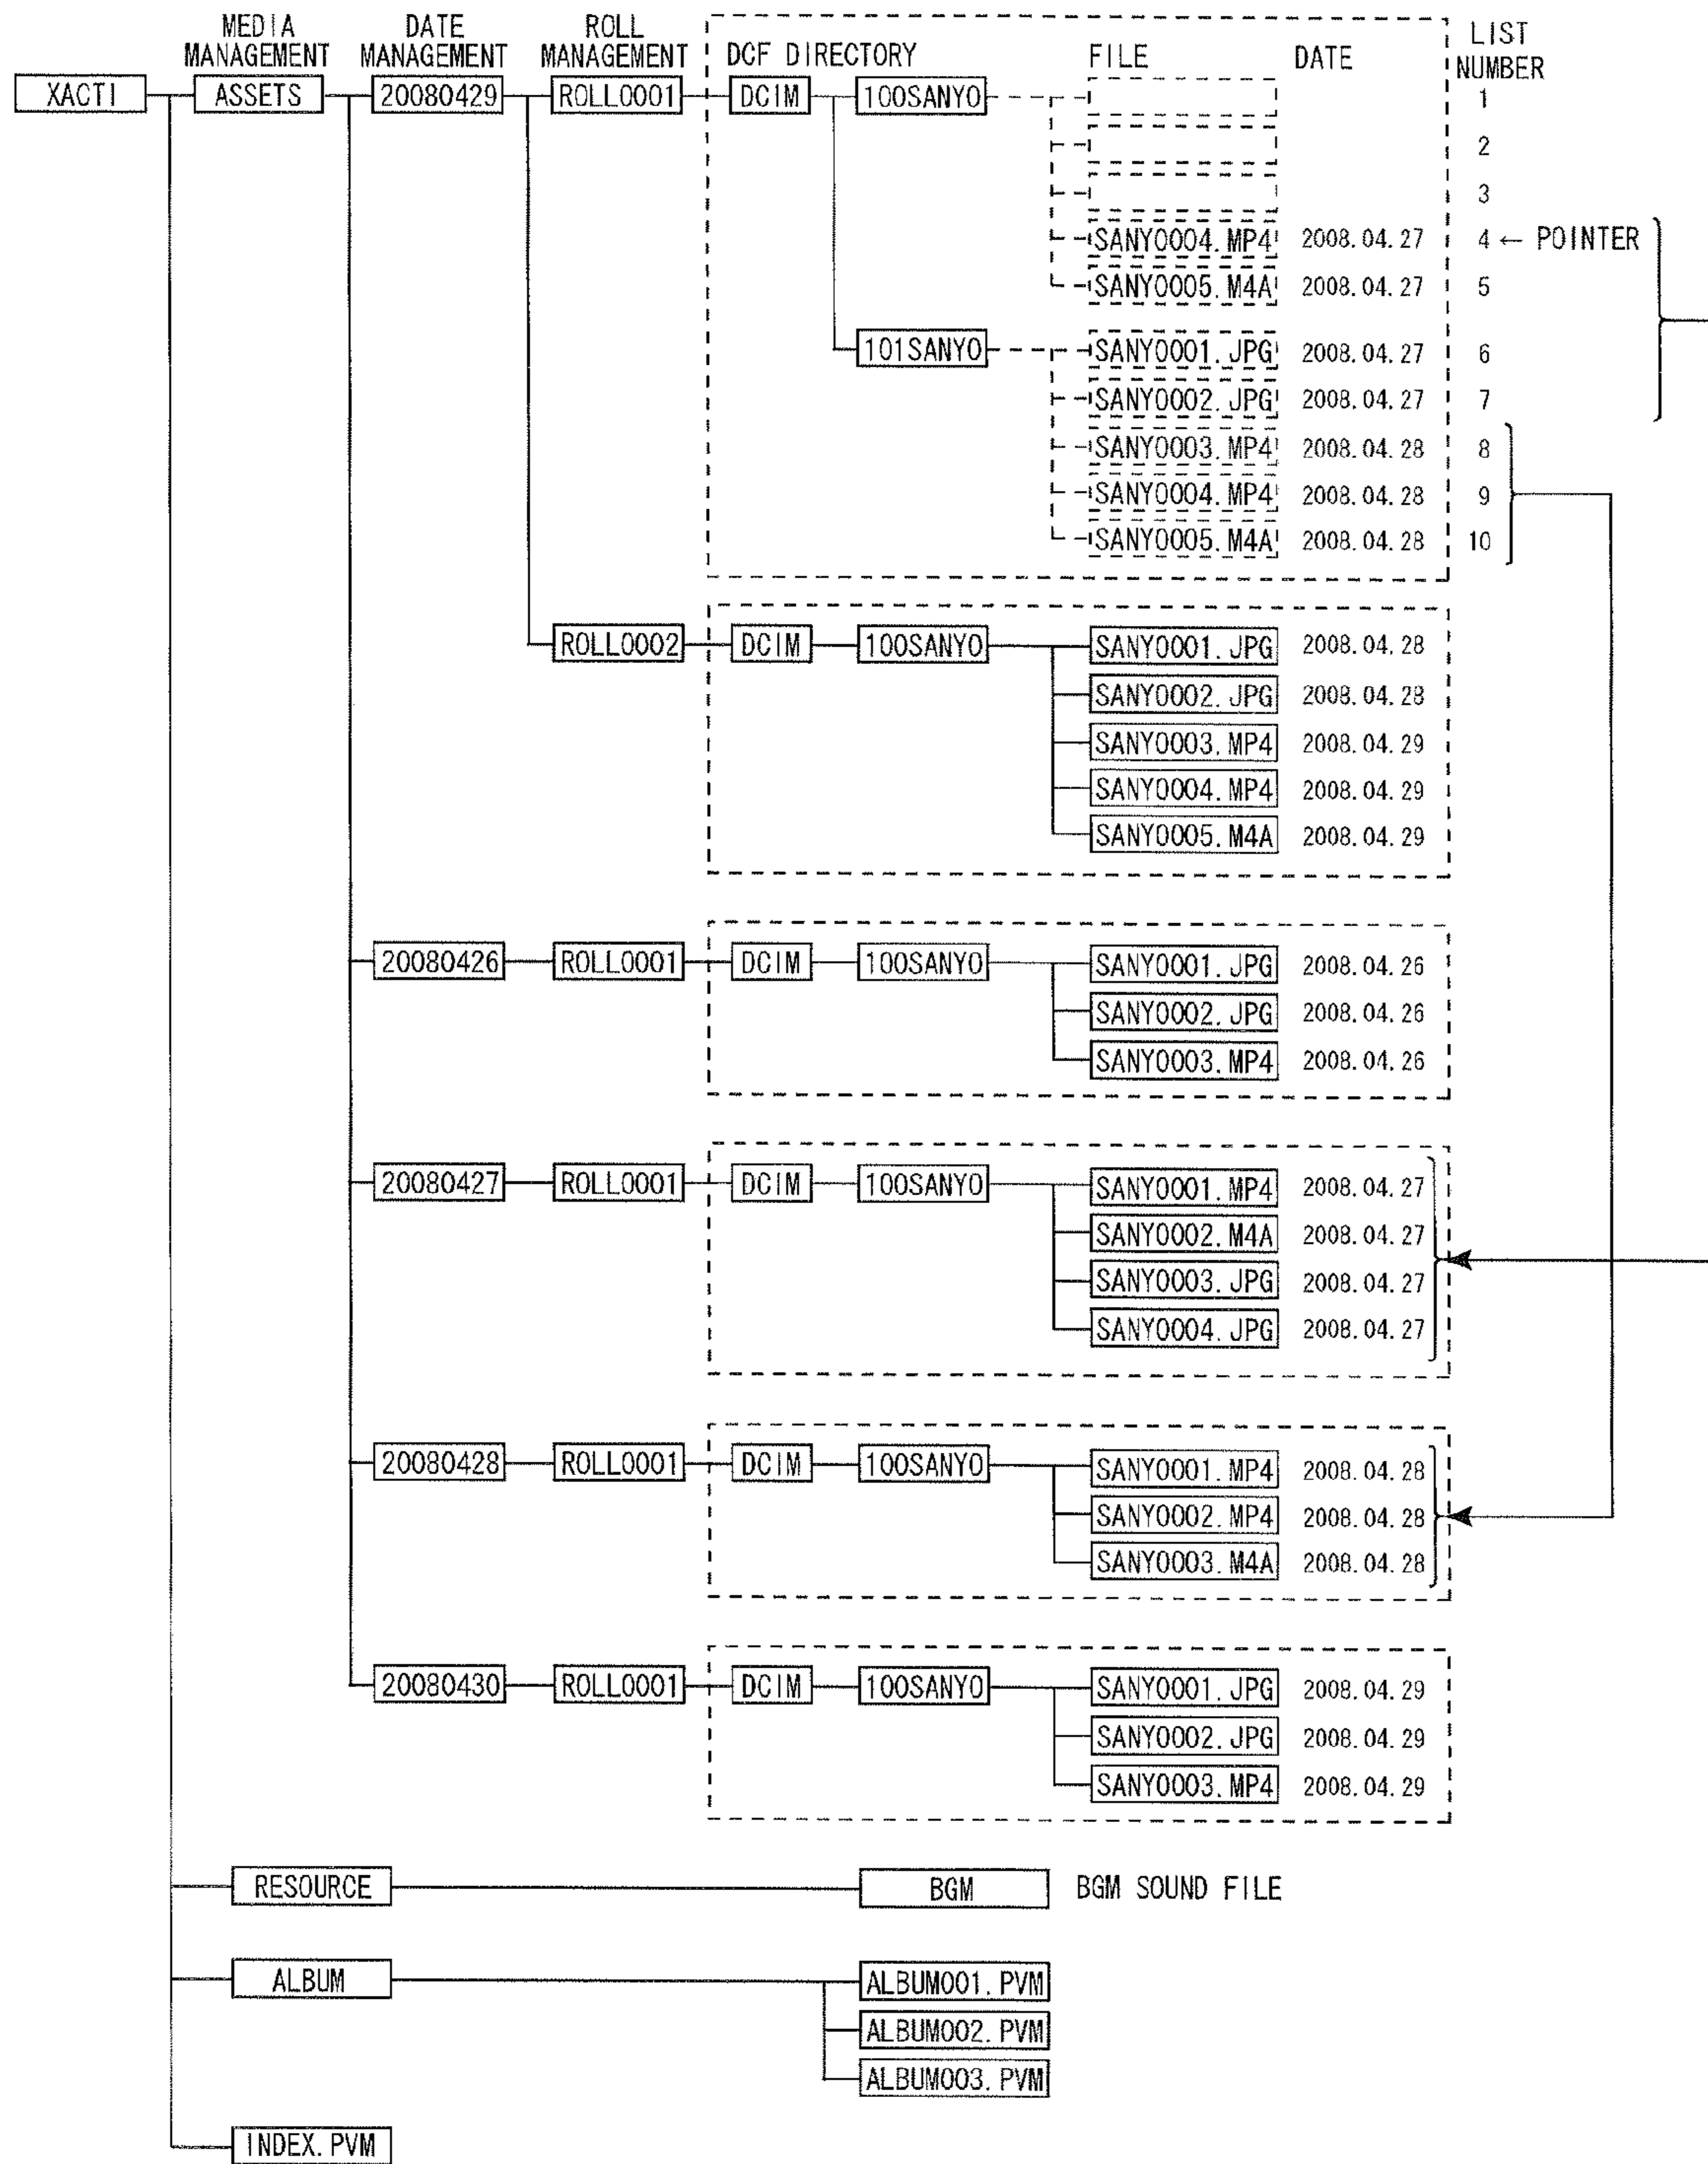 MEDIA MANAGEMENT
DATE MANAGEMENT
ROLL MANAGEMENT
DCF DIRECTORY
FILE
DATE
LIST NUMBER
XACTI
ASSETS
20080429
ROLL0001
DCIM
100SANYO
1
2
3
SANY0004.MP4 2008.04.27 4 ← POINTER
SANY0005.M4A 2008.04.27 5
101SANYO
SANY0001.JPG 2008.04.27 6
SANY0002.JPG 2008.04.27 7
SANY0003.MP4 2008.04.28 8
SANY0004.MP4 2008.04.28 9
SANY0005.M4A 2008.04.28 10
ROLL0002 DCIM 100SANYO SANY0001.JPG 2008.04.28
SANY0002.JPG 2008.04.28
SANY0003.MP4 2008.04.29
SANY0004.MP4 2008.04.29
SANY0005.M4A 2008.04.29
20080426 ROLL0001 DCIM 100SANYO SANY0001.JPG 2008.04.26
SANY0002.JPG 2008.04.26
SANY0003.MP4 2008.04.26
20080427 ROLL0001 DCIM 100SANYO SANY0001.MP4 2008.04.27
SANY0002.M4A 2008.04.27
SANY0003.JPG 2008.04.27
SANY0004.JPG 2008.04.27
20080428 ROLL0001 DCIM 100SANYO SANY0001.MP4 2008.04.28
SANY0002.MP4 2008.04.28
SANY0003.M4A 2008.04.28
20080430 ROLL0001 DCIM 100SANYO SANY0001.JPG 2008.04.29
SANY0002.JPG 2008.04.29
SANY0003.MP4 2008.04.29
RESOURCE BGM BGM SOUND FILE
ALBUM ALBUM001.PVM
ALBUM002.PVM
ALBUM003.PVM
INDEX.PVM